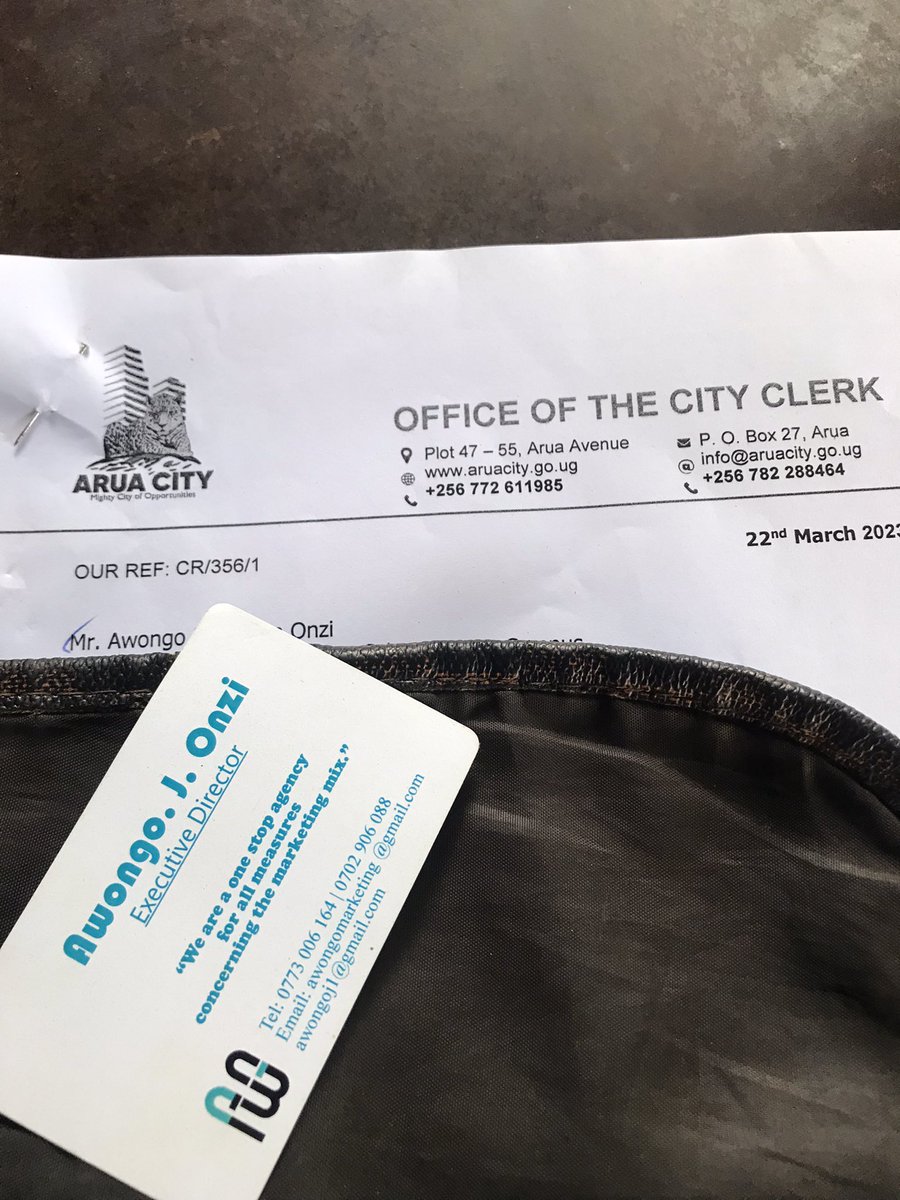 ARUA CITY
Mighty City of Opportunities
OFFICE OF THE CITY CLERK
Plot 47 – 55, Arua Avenue
www.aruacity.go.ug
+256 772 611985
P. O. Box 27, Arua
info@aruacity.go.ug
+256 782 288464
22nd March 2023
OUR REF: CR/356/1
Mr. Awongo Onzi
Awongo. J. Onzi
Executive Director
“We are a one stop agency
for all measures
concerning the marketing mix.”
Tel: 0773 006 164 | 0702 906 088
Email: awongomarketing @gmail.com
awongoj1@gmail.com